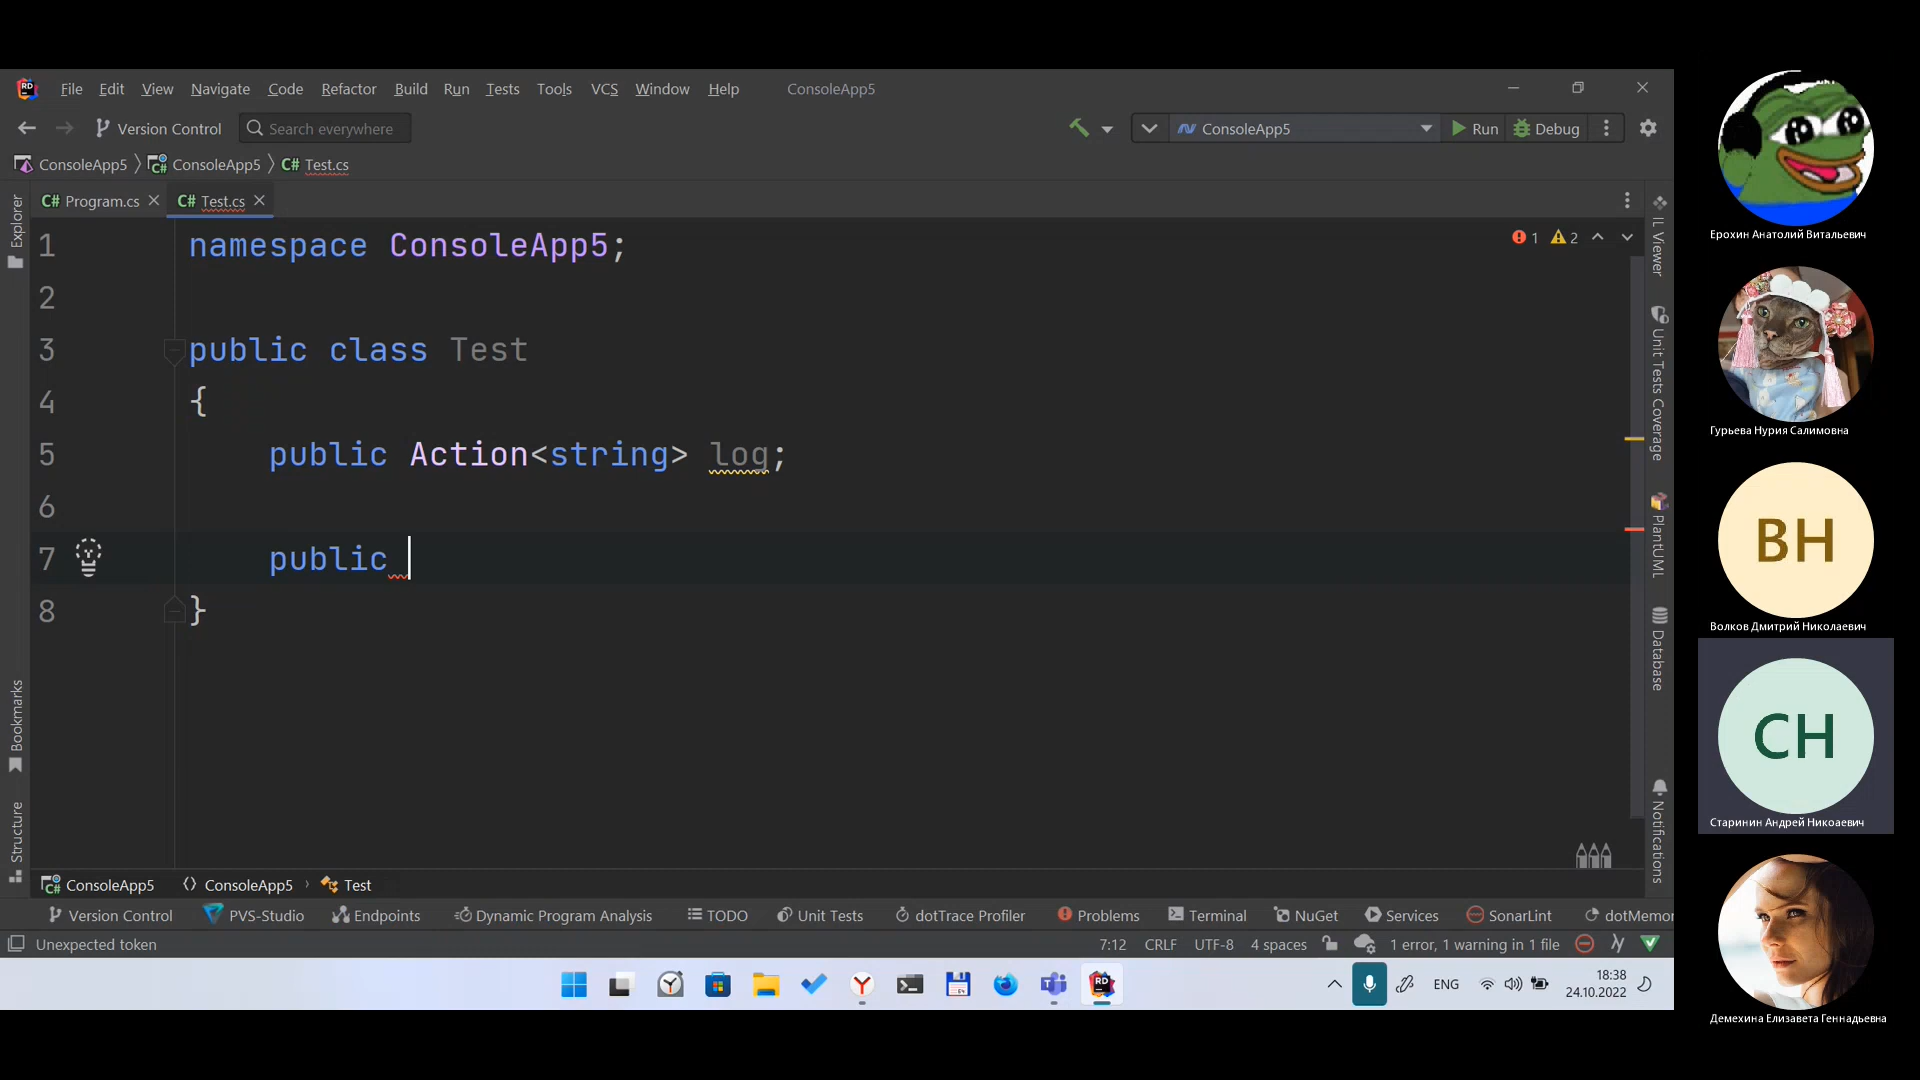 File Edit View Navigate Code Refactor Build Run Tests Tools VCS Window Help ConsoleApp5
Version Control Search everywhere ConsoleApp5 Run Debug
ConsoleApp5 ConsoleApp5 C# Test.cs
C# Program.cs C# Test.cs
1 namespace ConsoleApp5;
1 2
2
3 public class Test
4 {
5 public Action<string> log;
6
7 public
8 }
Explorer
Bookmarks
Structure
IL Viewer
Unit Tests Coverage
PlantUML
Database
Notifications
ConsoleApp5 ConsoleApp5 Test
Version Control PVS-Studio Endpoints Dynamic Program Analysis TODO Unit Tests dotTrace Profiler Problems Terminal NuGet Services SonarLint dotMemor
Unexpected token 7:12 CRLF UTF-8 4 spaces 1 error, 1 warning in 1 file
ENG 18:38
24.10.2022
Ерохин Анатолий Витальевич
Гурьева Нурия Салимовна
ВН
Волков Дмитрий Николаевич
СН
Старинин Андрей Никоаевич
Демехина Елизавета Геннадьевна